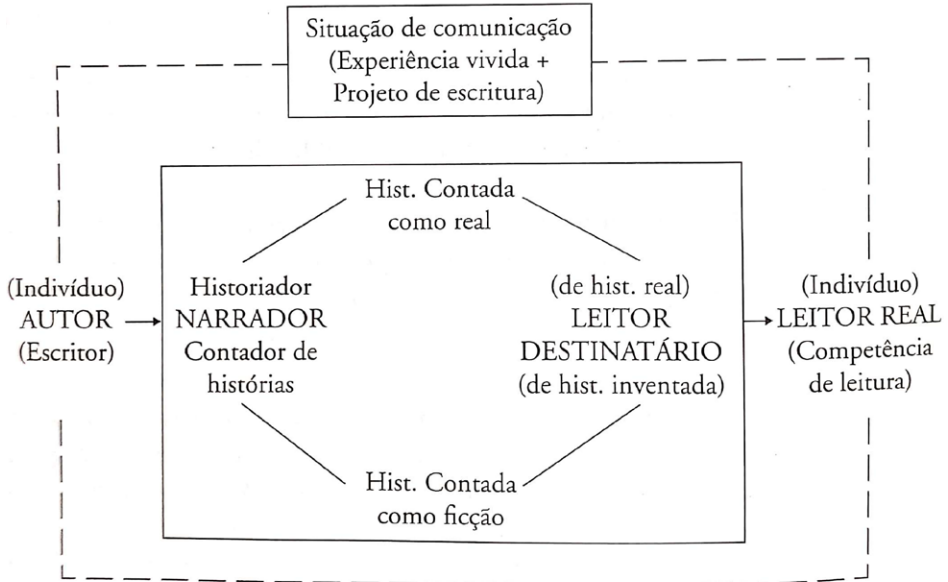 Situação de comunicação
(Experiência vivida +
Projeto de escritura)
Hist. Contada
como real
(Indivíduo)
AUTOR
(Escritor)
Historiador
NARRADOR
Contador de
histórias
(de hist. real)
LEITOR
DESTINATÁRIO
(de hist. inventada)
(Indivíduo)
LEITOR REAL
(Competência
de leitura)
Hist. Contada
como ficção